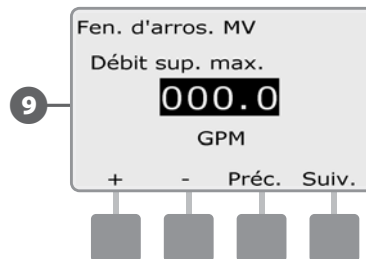 Fen. d'arros. MV
Débit sup. max.
9
000.0
GPM
+ - Préc. Suiv.